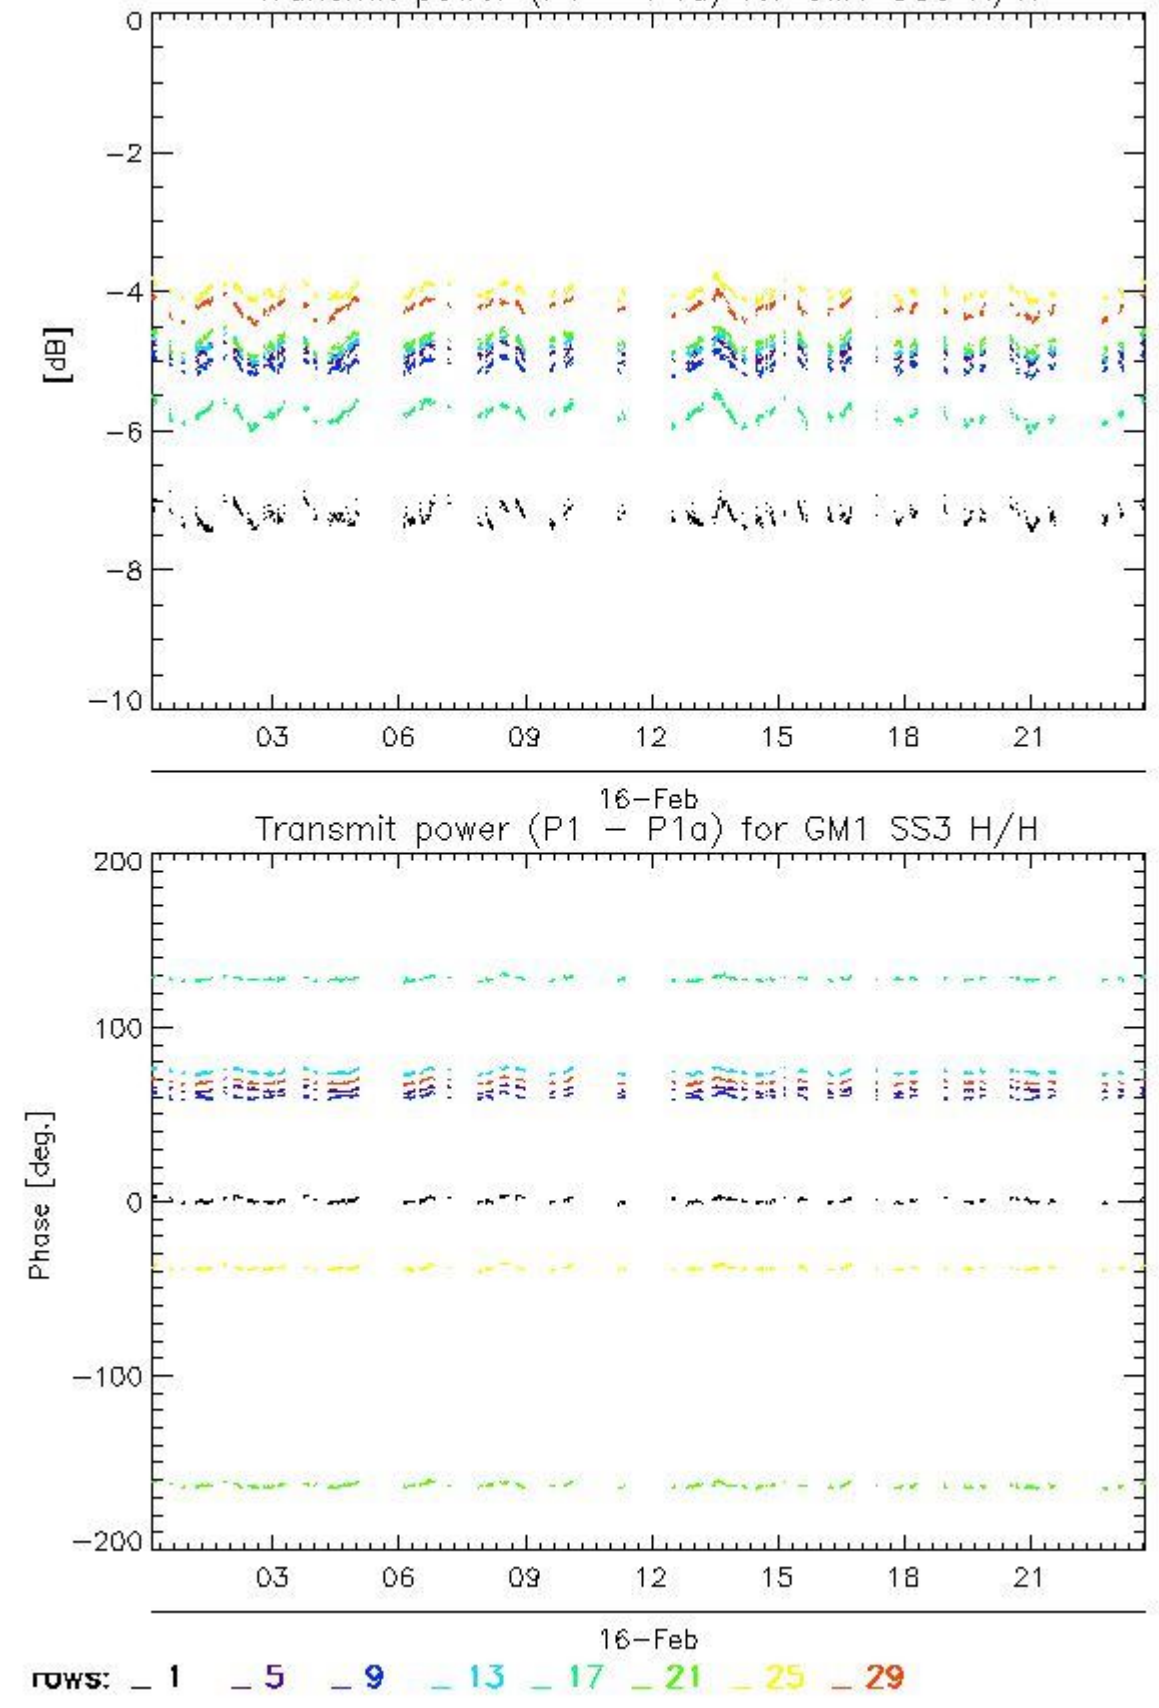 0
−2
−4
[dB]
−6
−8
−10
03 06 09 12 15 18 21
16−Feb
Transmit power (P1 − P1a) for GM1 SS3 H/H
200
100
Phase [deg.]
0
−100
−200
03 06 09 12 15 18 21
16−Feb
rows: _ 1 _ 5 _ 9 _ 13 _ 17 _ 21 _ 25 _ 29